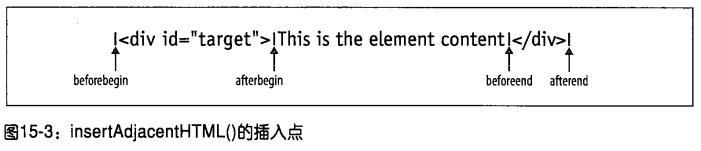 |<div id="target">|This is the element content|</div>|
beforebegin afterbegin beforeend afterend
图15-3：insertAdjacentHTML()的插入点